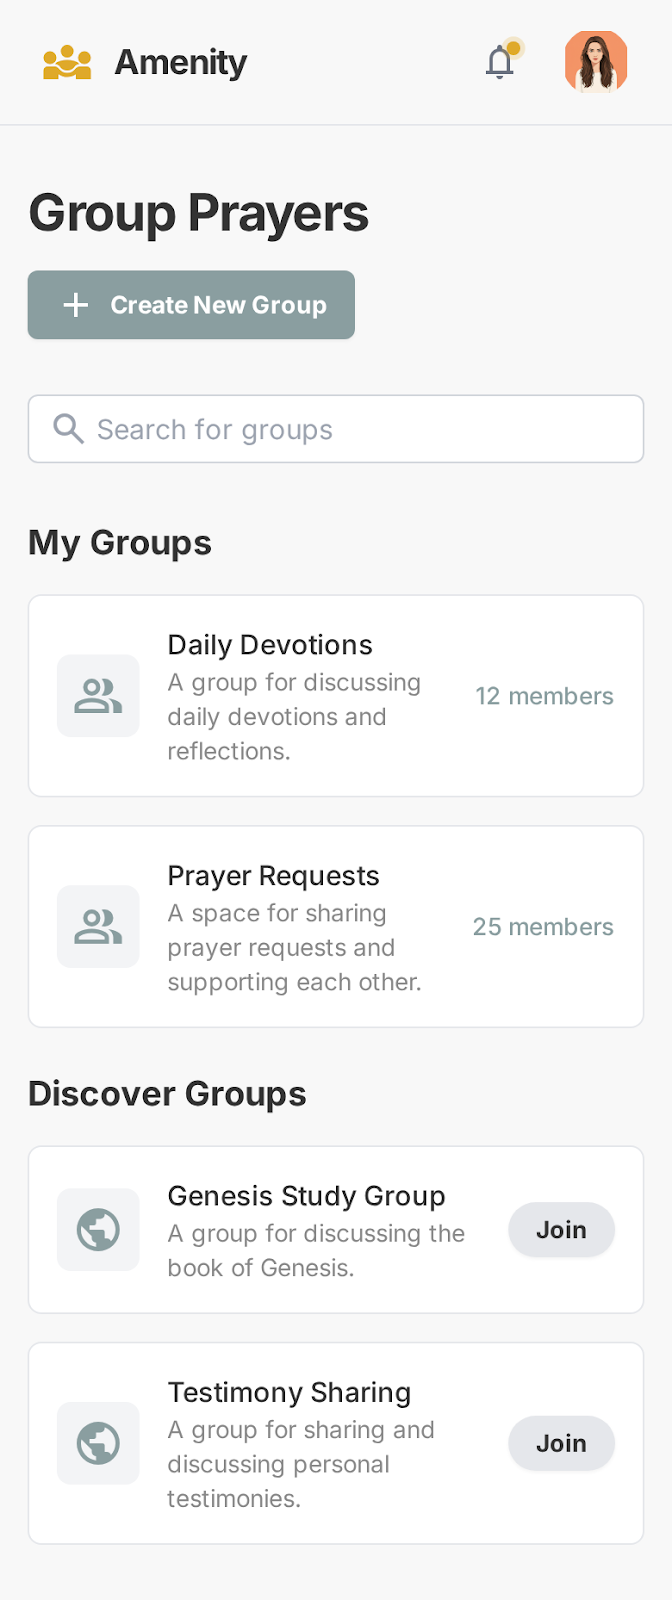 Amenity
Group Prayers
Create New Group
Search for groups
My Groups
Daily Devotions
A group for discussing
daily devotions and
reflections.
12 members
Prayer Requests
A space for sharing
prayer requests and
supporting each other.
25 members
Discover Groups
Genesis Study Group
A group for discussing the
book of Genesis.
Join
Testimony Sharing
A group for sharing and
discussing personal
testimonies.
Join